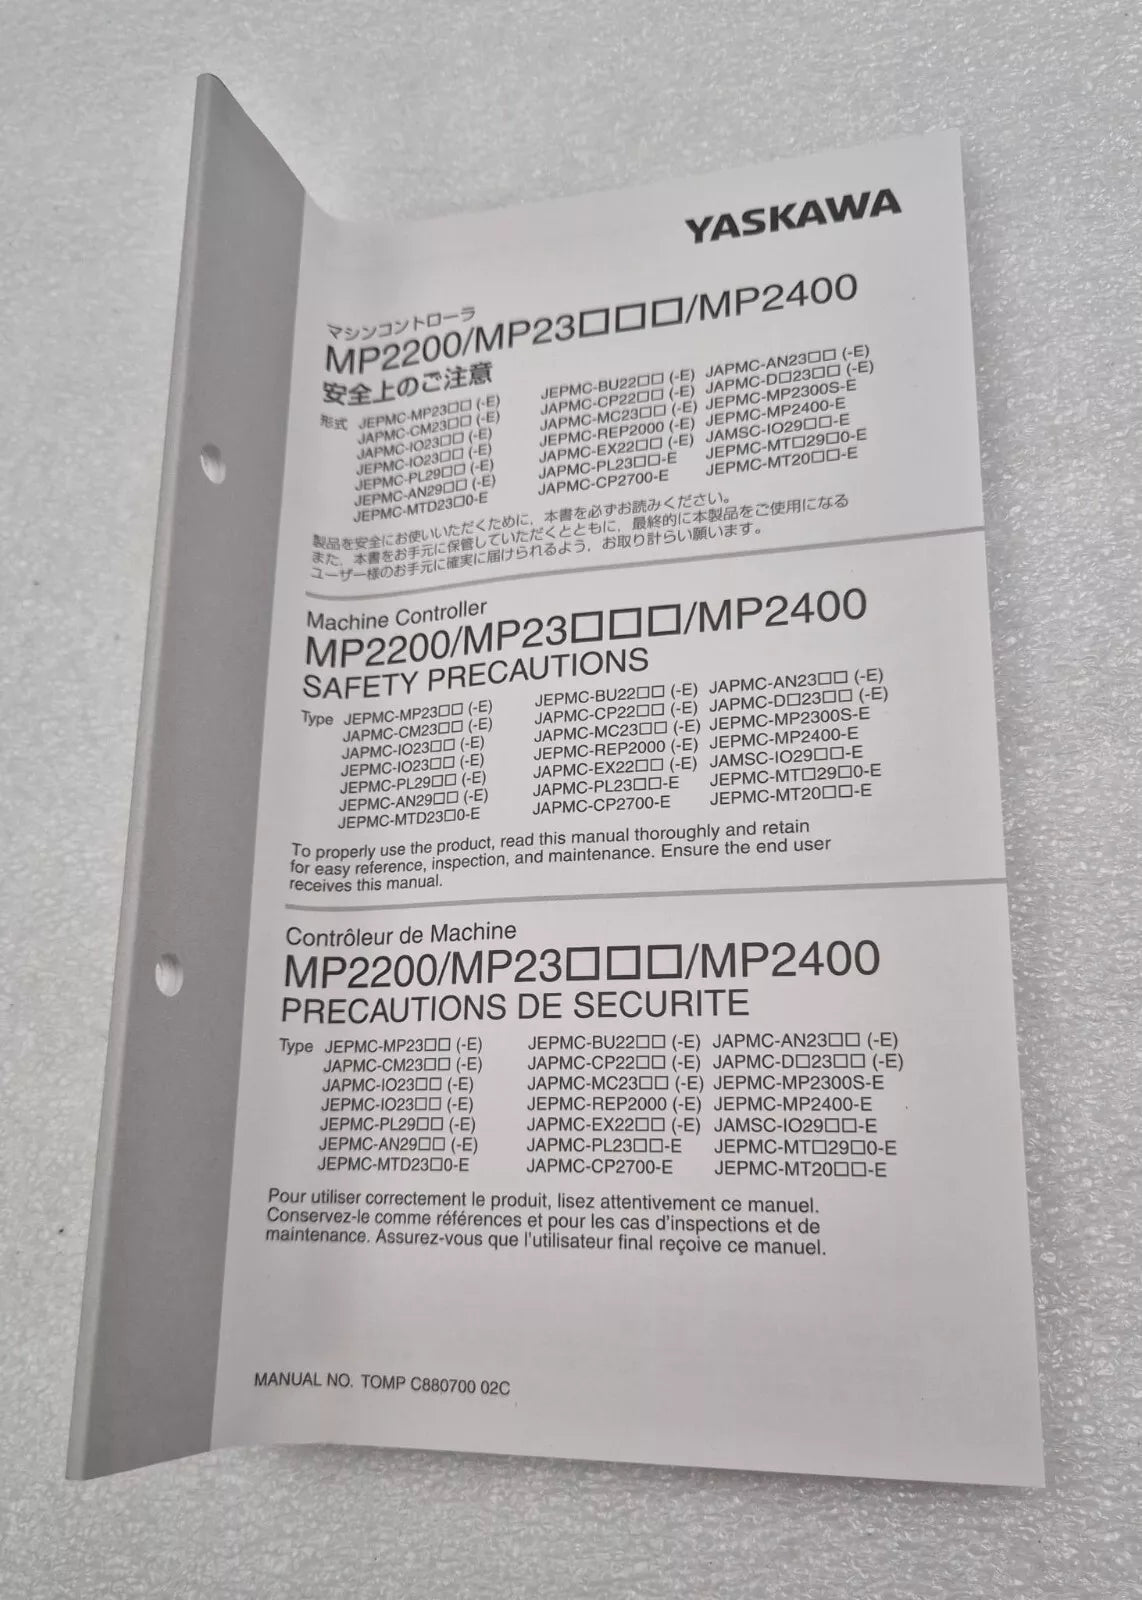 YASKAWA
マシンコントローラ
MP2200/MP23□□□/MP2400
安全上のご注意
形式 JEPMC-MP23□□ (-E) JEPMC-BU22□□ (-E) JAPMC-AN23□□ (-E)
JAPMC-CM23□□ (-E) JAPMC-CP22□□ (-E) JAPMC-D□23□□ (-E)
JAPMC-IO23□□ (-E) JAPMC-MC23□□ (-E) JEPMC-MP2300S-E
JEPMC-IO23□□ (-E) JEPMC-REP2000 (-E) JEPMC-MP2400-E
JEPMC-PL29□□ (-E) JAPMC-EX22□□ (-E) JAMSC-IO29□□-E
JEPMC-AN29□□ (-E) JAPMC-PL23□□-E JEPMC-MT□29□0-E
JEPMC-MTD23□0-E JAPMC-CP2700-E JEPMC-MT20□□-E
製品を安全にお使いいただくために，本書を必ずお読みください。
また，本書をお手元に保管していただくとともに，最終的に本製品をご使用になる
ユーザー様のお手元に確実に届けられるよう，お取り計らい願います。
Machine Controller
MP2200/MP23□□□/MP2400
SAFETY PRECAUTIONS
Type JEPMC-MP23□□ (-E) JEPMC-BU22□□ (-E) JAPMC-AN23□□ (-E)
JAPMC-CM23□□ (-E) JAPMC-CP22□□ (-E) JAPMC-D□23□□ (-E)
JAPMC-IO23□□ (-E) JAPMC-MC23□□ (-E) JEPMC-MP2300S-E
JEPMC-IO23□□ (-E) JEPMC-REP2000 (-E) JEPMC-MP2400-E
JEPMC-PL29□□ (-E) JAPMC-EX22□□ (-E) JAMSC-IO29□□-E
JEPMC-AN29□□ (-E) JAPMC-PL23□□-E JEPMC-MT□29□0-E
JEPMC-MTD23□0-E JAPMC-CP2700-E JEPMC-MT20□□-E
To properly use the product, read this manual thoroughly and retain
for easy reference, inspection, and maintenance. Ensure the end user
receives this manual.
Contrôleur de Machine
MP2200/MP23□□□/MP2400
PRECAUTIONS DE SECURITE
Type JEPMC-MP23□□ (-E) JEPMC-BU22□□ (-E) JAPMC-AN23□□ (-E)
JAPMC-CM23□□ (-E) JAPMC-CP22□□ (-E) JAPMC-D□23□□ (-E)
JAPMC-IO23□□ (-E) JAPMC-MC23□□ (-E) JEPMC-MP2300S-E
JEPMC-IO23□□ (-E) JEPMC-REP2000 (-E) JEPMC-MP2400-E
JEPMC-PL29□□ (-E) JAPMC-EX22□□ (-E) JAMSC-IO29□□-E
JEPMC-AN29□□ (-E) JAPMC-PL23□□-E JEPMC-MT□29□0-E
JEPMC-MTD23□0-E JAPMC-CP2700-E JEPMC-MT20□□-E
Pour utiliser correctement le produit, lisez attentivement ce manuel.
Conservez-le comme références et pour les cas d'inspections et de
maintenance. Assurez-vous que l'utilisateur final reçoive ce manuel.
MANUAL NO. TOMP C880700 02C